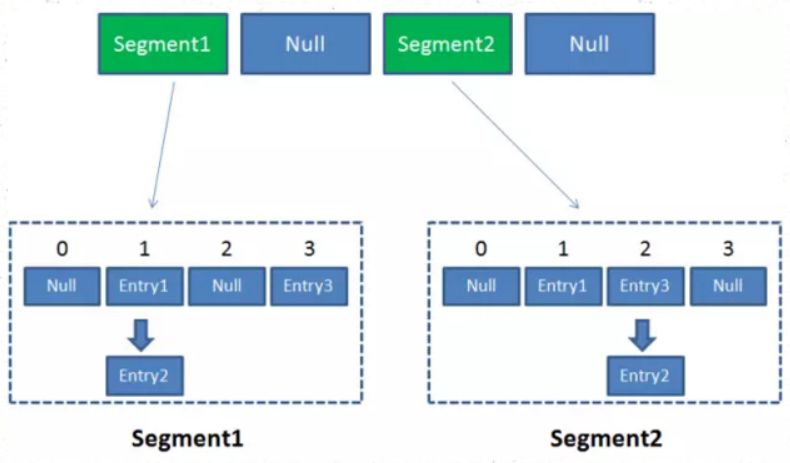 Segment1 Null Segment2 Null
0 1 2 3
Null Entry1 Null Entry3
Entry2
Segment1
0 1 2 3
Null Entry1 Entry3 Null
Entry2
Segment2